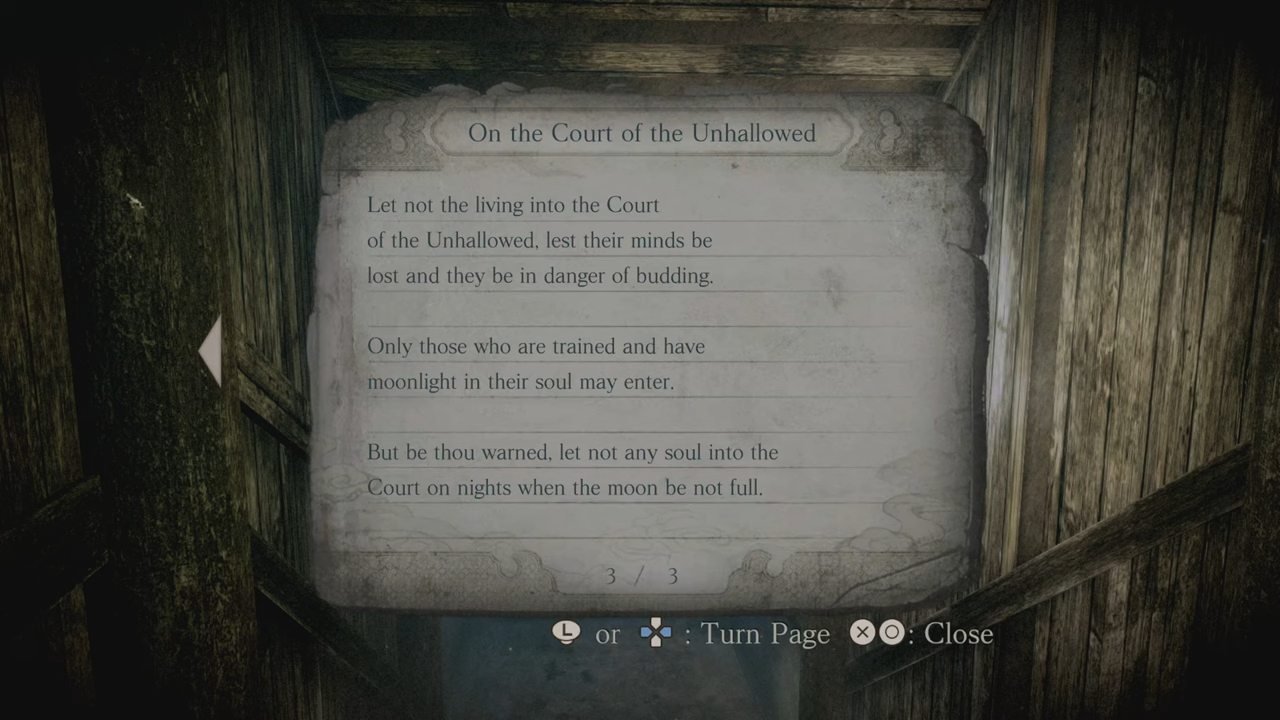 On the Court of the Unhallowed
Let not the living into the Court
of the Unhallowed, lest their minds be
lost and they be in danger of budding.
Only those who are trained and have
moonlight in their soul may enter.
But be thou warned, let not any soul into the
Court on nights when the moon be not full.
3 / 3
L or : Turn Page : Close